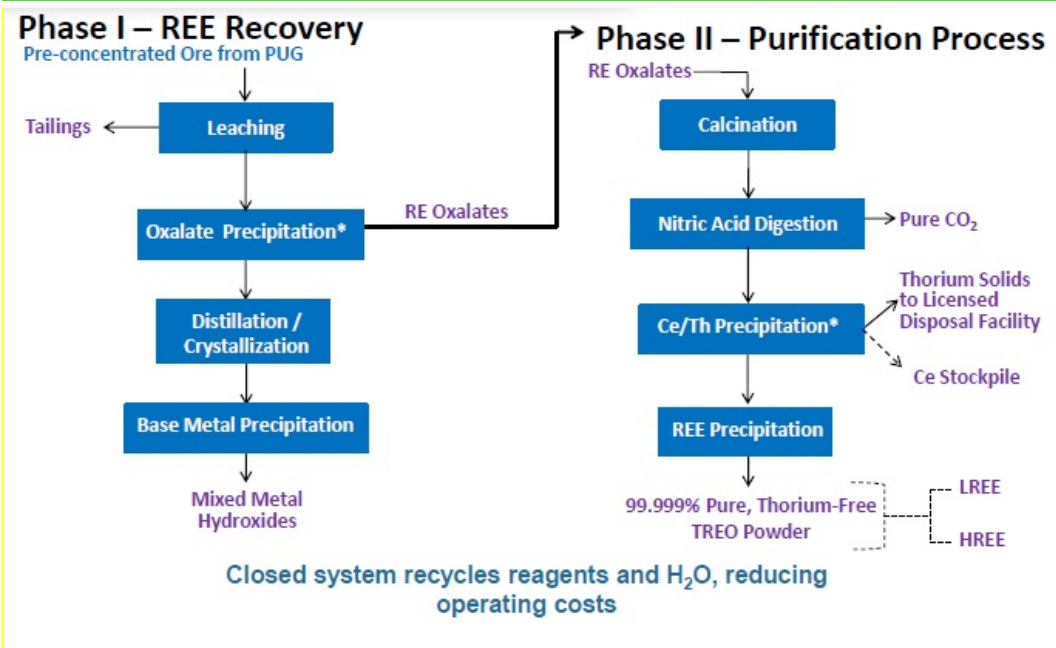 Phase I – REE Recovery
Pre-concentrated Ore from PUG
Leaching
Tailings
Oxalate Precipitation*
RE Oxalates
Distillation /
Crystallization
Base Metal Precipitation
Mixed Metal
Hydroxides
Phase II – Purification Process
RE Oxalates
Calcination
Nitric Acid Digestion
Pure CO₂
Ce/Th Precipitation*
Thorium Solids
to Licensed
Disposal Facility
Ce Stockpile
REE Precipitation
99.999% Pure, Thorium-Free
TREO Powder
LREE
HREE
Closed system recycles reagents and H₂O, reducing
operating costs